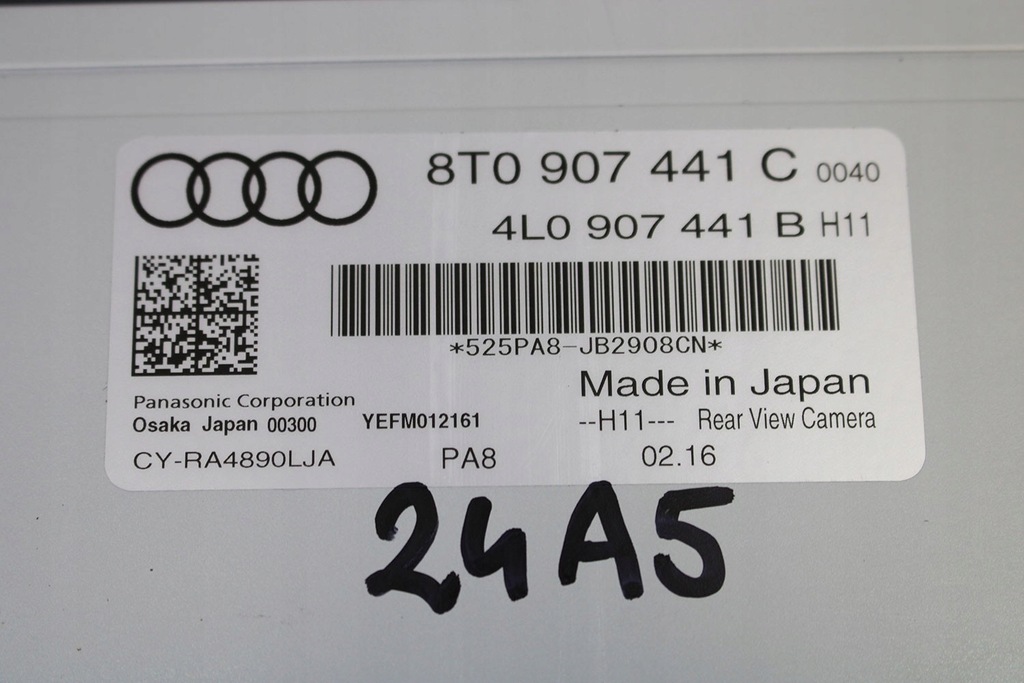 8T0 907 441 C 0040
4L0 907 441 B H11
*525PA8-JB2908CN*
Made in Japan
Panasonic Corporation
Osaka Japan 00300 YEFM012161 --H11--- Rear View Camera
CY-RA4890LJA PA8 02.16
24A5